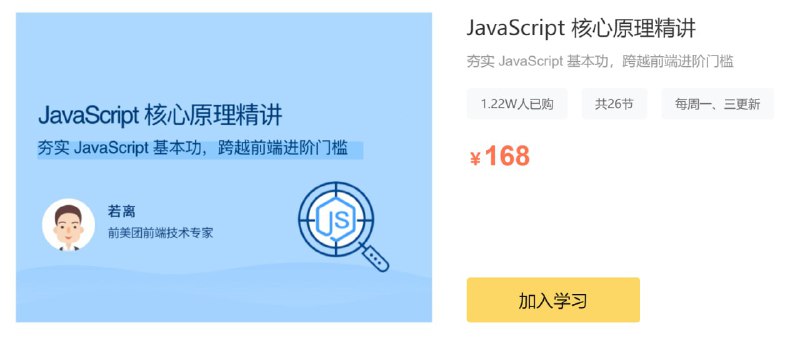 JavaScript 核心原理精讲
夯实 JavaScript 基本功，跨越前端进阶门槛
若离
前美团前端技术专家
JS
JavaScript 核心原理精讲
夯实 JavaScript 基本功，跨越前端进阶门槛
1.22W人已购
共26节
每周一、三更新
¥168
加入学习